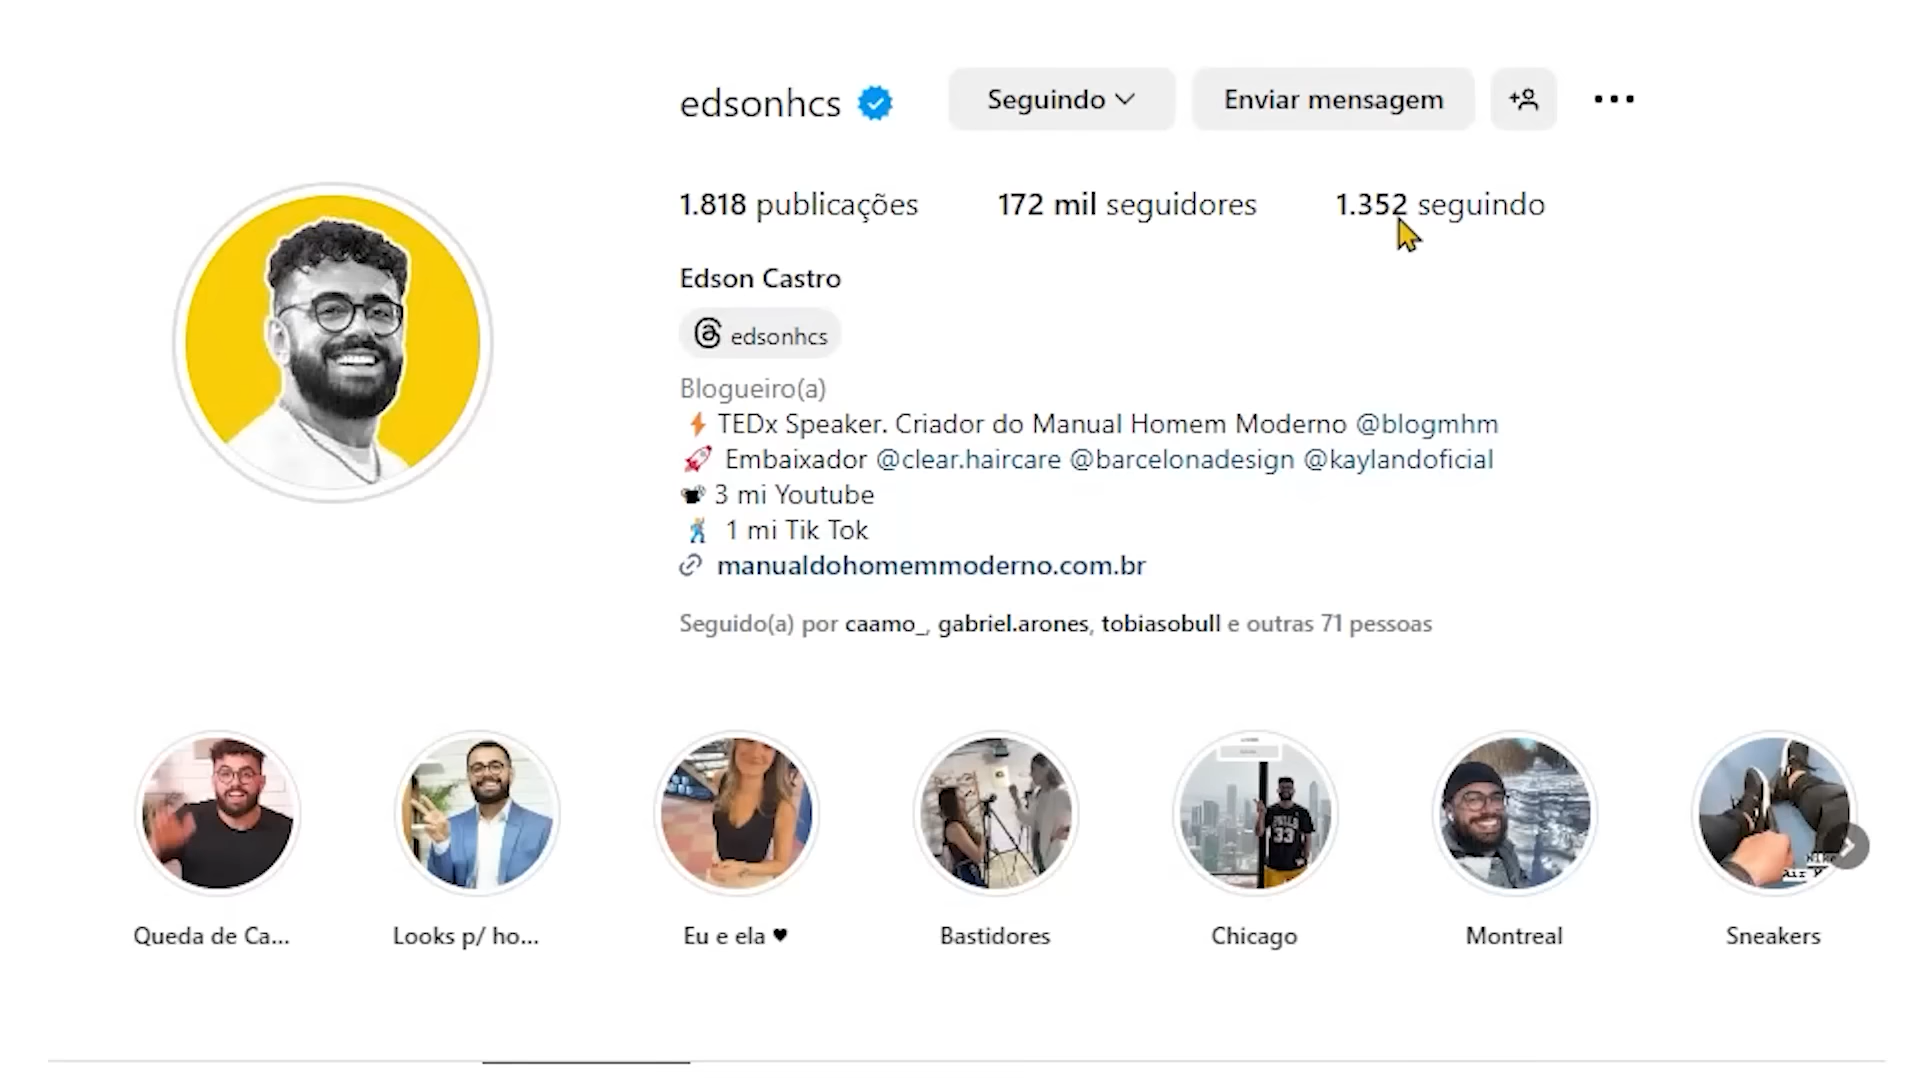 edsonhcs
Seguindo
Enviar mensagem
1.818 publicações
172 mil seguidores
1.352 seguindo
Edson Castro
edsonhcs
Blogueiro(a)
⚡ TEDx Speaker. Criador do Manual Homem Moderno @blogmhm
🚀 Embaixador @clear.haircare @barcelonadesign @kaylandoficial
3 mi Youtube
1 mi Tik Tok
manualdohomemmoderno.com.br
Seguido(a) por caamo_, gabriel.arones, tobiasobull e outras 71 pessoas
33
Queda de Ca...
Looks p/ ho...
Eu e ela ♥
Bastidores
Chicago
Montreal
Sneakers